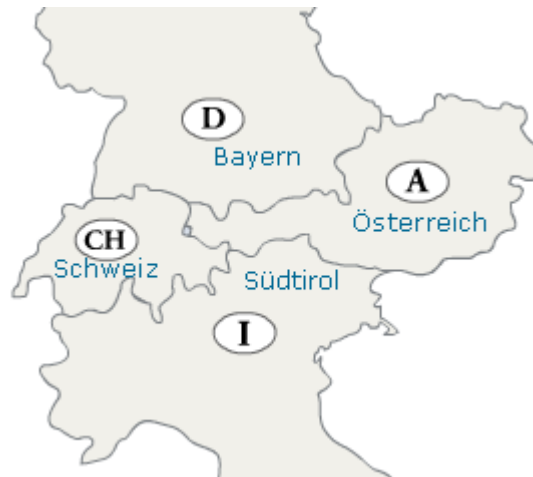 D
Bayern
A
Österreich
CH
Schweiz
Südtirol
I